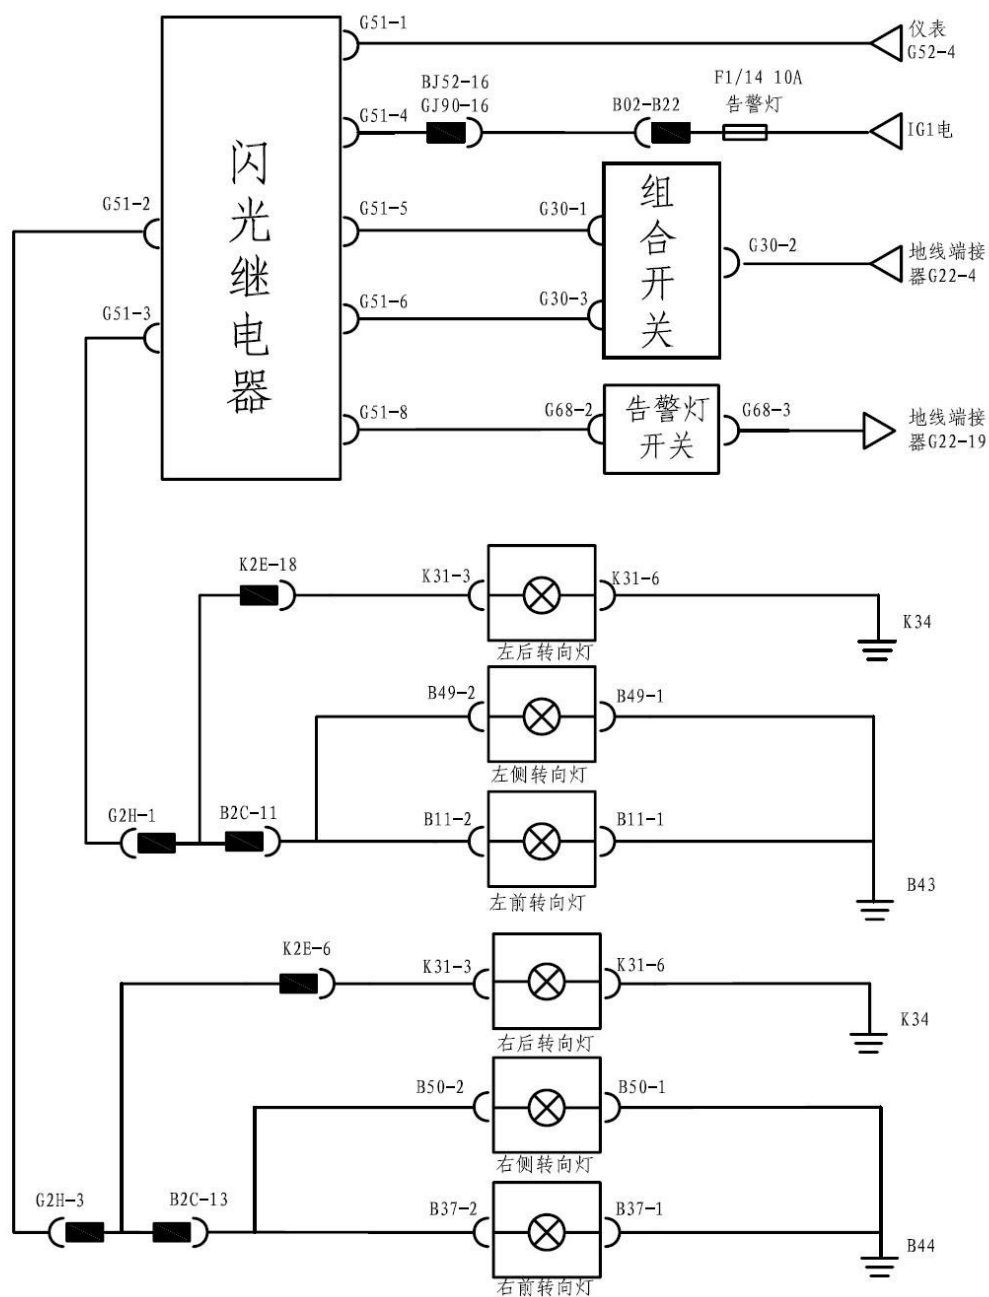 G51-1
仪表
G52-4
BJ52-16
GJ90-16
G51-4
B02-B22
F1/14 10A
告警灯
IG1电
闪光继电器
G51-2
G51-5
G30-1
组合开关
G30-2
地线端接
器G22-4
G51-3
G51-6
G30-3
G51-8
G68-2
告警灯
开关
G68-3
地线端接
器G22-19
K2E-18
K31-3
K31-6
K34
左后转向灯
B49-2
B49-1
左侧转向灯
G2H-1
B2C-11
B11-2
B11-1
左前转向灯
B43
K2E-6
K31-3
K31-6
K34
右后转向灯
B50-2
B50-1
右侧转向灯
G2H-3
B2C-13
B37-2
B37-1
B44
右前转向灯